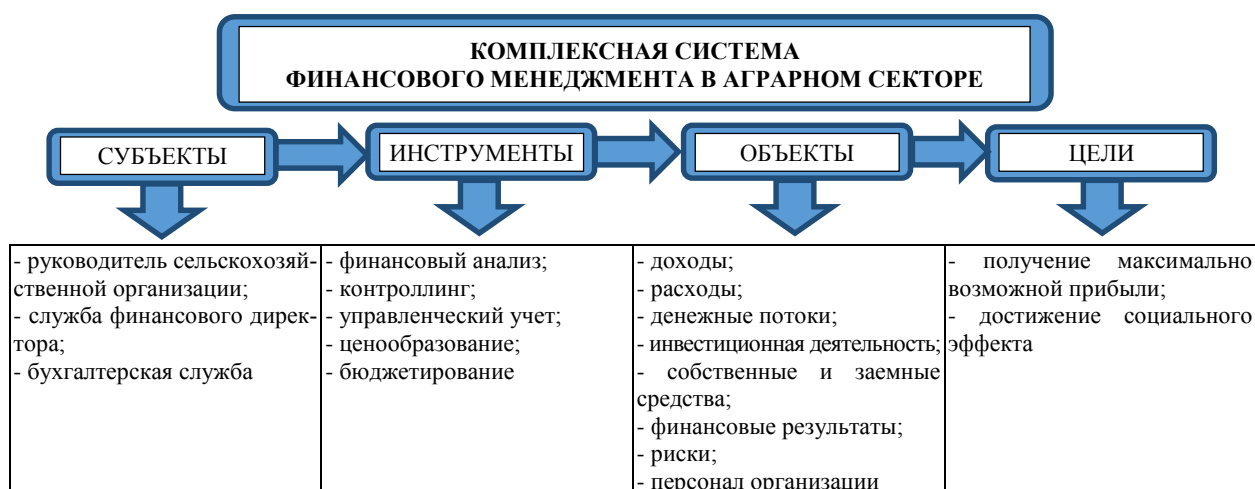 КОМПЛЕКСНАЯ СИСТЕМА
ФИНАНСОВОГО МЕНЕДЖМЕНТА В АГРАРНОМ СЕКТОРЕ
СУБЪЕКТЫ
ИНСТРУМЕНТЫ
ОБЪЕКТЫ
ЦЕЛИ
- руководитель сельскохозяй-
ственной организации;
- служба финансового дирек-
тора;
- бухгалтерская служба
- финансовый анализ;
- контроллинг;
- управленческий учет;
- ценообразование;
- бюджетирование
- доходы;
- расходы;
- денежные потоки;
- инвестиционная деятельность;
- собственные и заемные
средства;
- финансовые результаты;
- риски;
- персонал организации
- получение максимально
возможной прибыли;
- достижение социального
эффекта